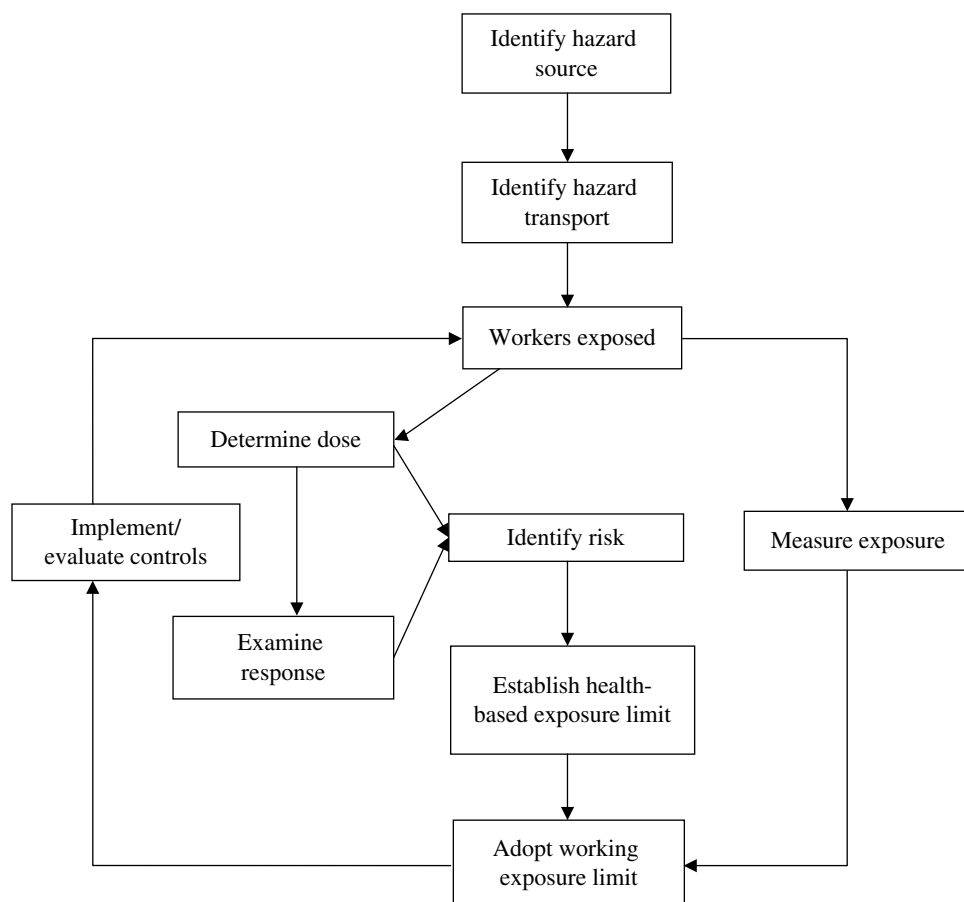 Identify hazard
source
Identify hazard
transport
Workers exposed
Determine dose
Implement/
evaluate controls
Identify risk
Measure exposure
Examine
response
Establish health-
based exposure limit
Adopt working
exposure limit